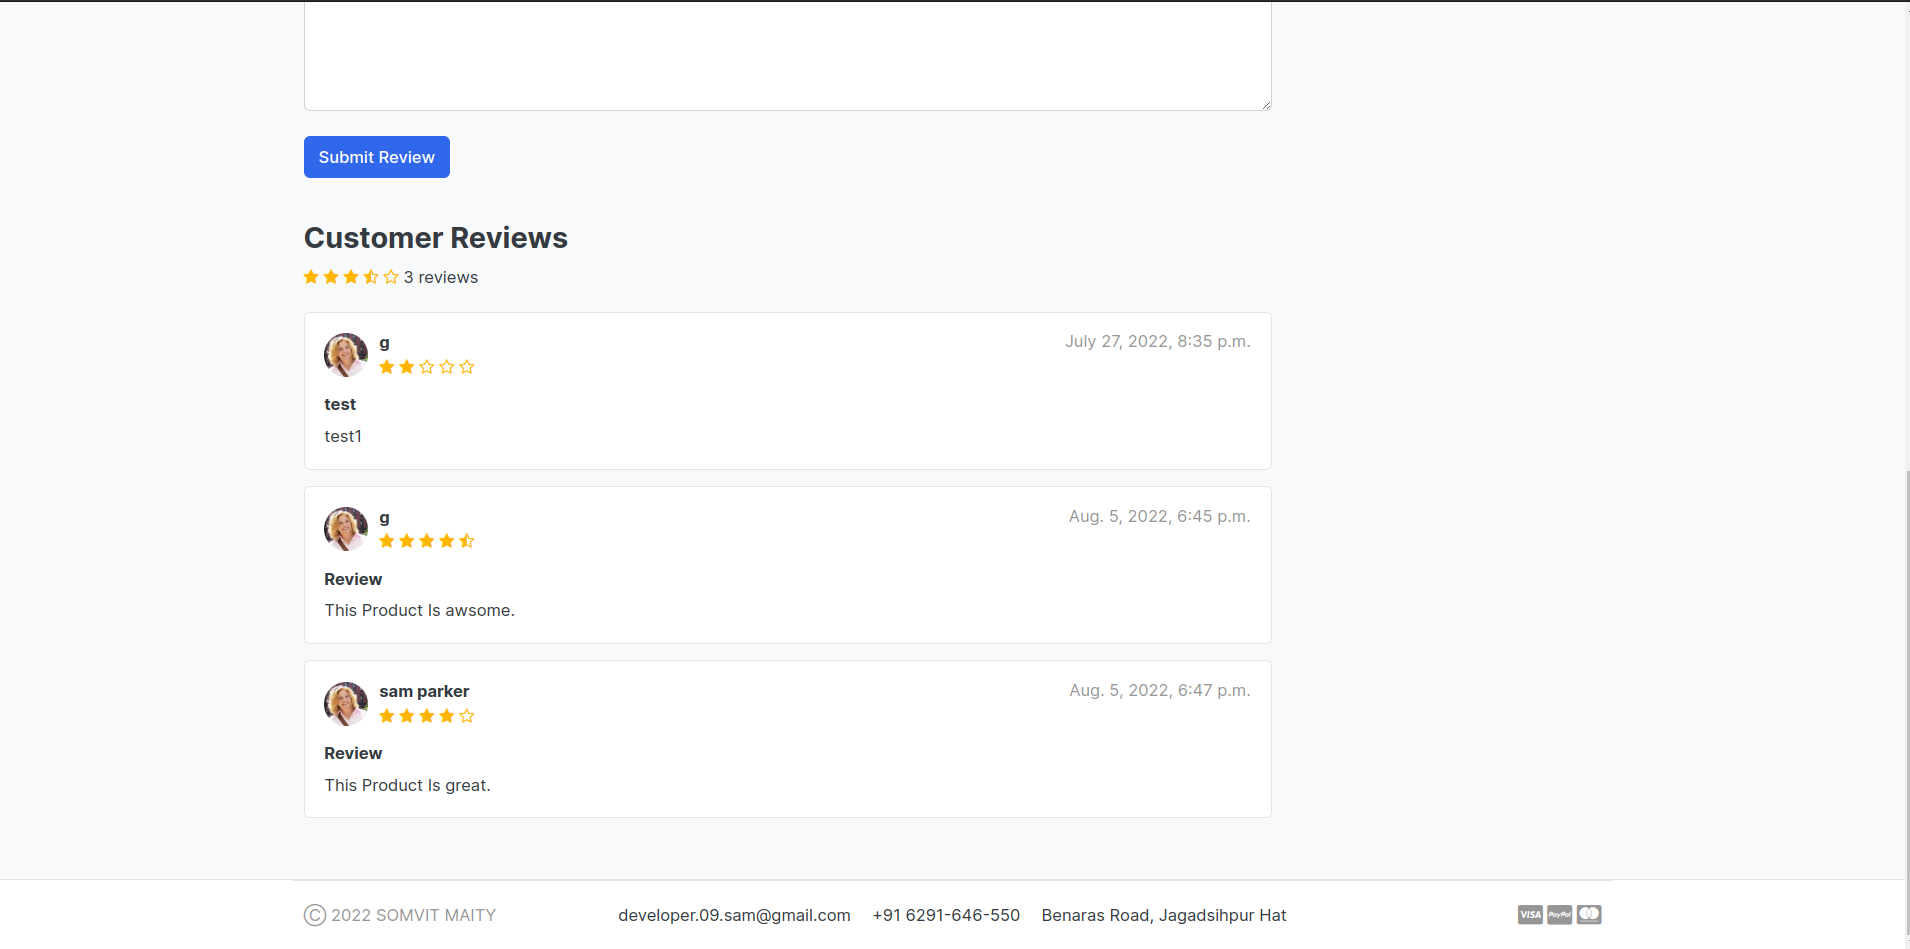 Submit Review
Customer Reviews
3 reviews
g
July 27, 2022, 8:35 p.m.
test
test1
g
Aug. 5, 2022, 6:45 p.m.
Review
This Product Is awsome.
sam parker
Aug. 5, 2022, 6:47 p.m.
Review
This Product Is great.
© 2022 SOMVIT MAITY developer.09.sam@gmail.com +91 6291-646-550 Benaras Road, Jagadsihpur Hat VISA PayPal